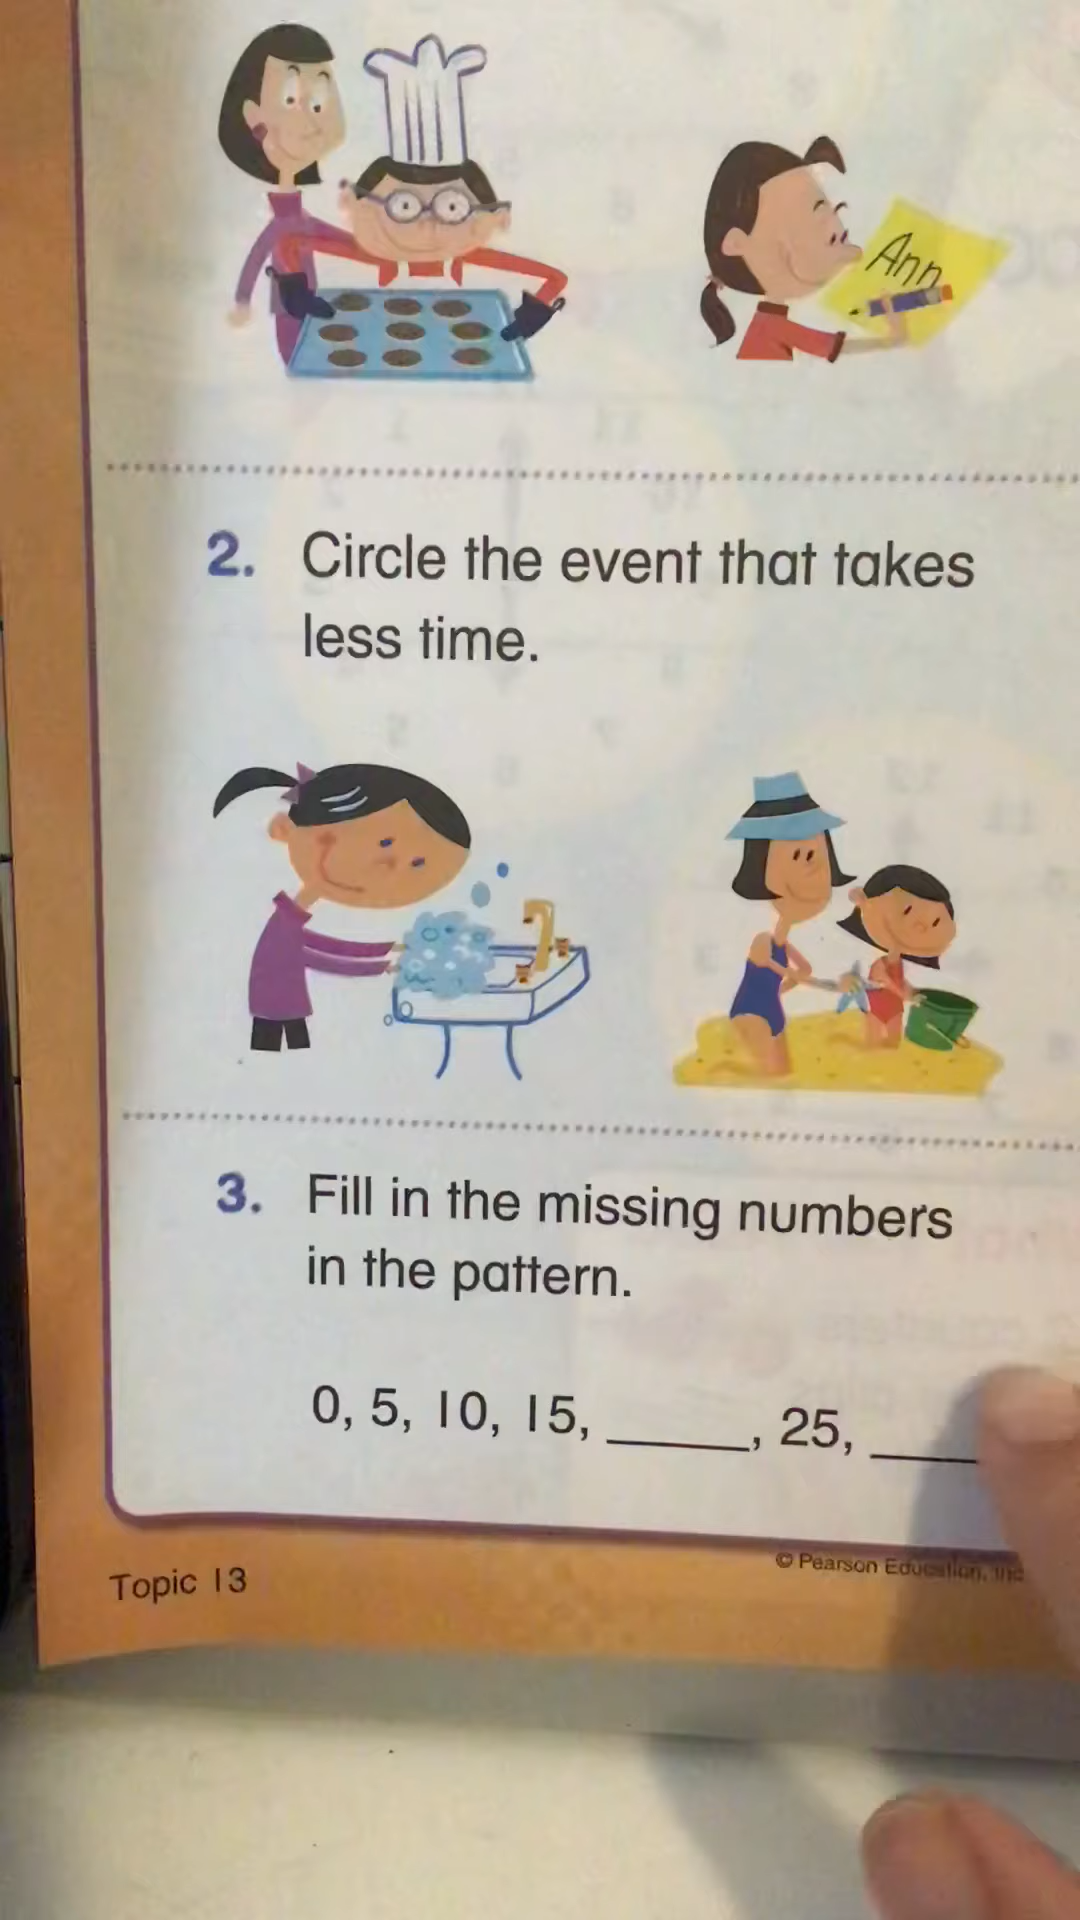 Ann
2. Circle the event that takes
less time.
3. Fill in the missing numbers
in the pattern.
0, 5, 10, 15, _____, 25, ____
Topic 13
© Pearson Education, Inc